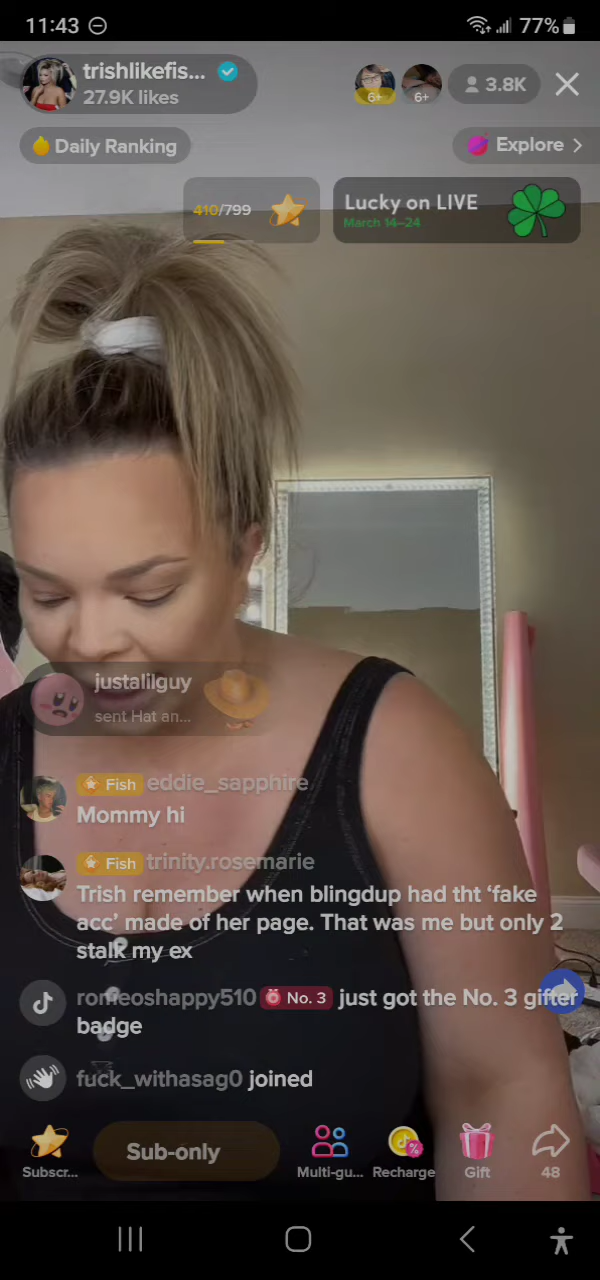 11:43
77%
trishlikefis...
27.9K likes
6+
6+
3.8K
Daily Ranking
Explore >
410/799
Lucky on LIVE
March 14–24
justalilguy
sent Hat an...
Fish eddie_sapphire
Mommy hi
Fish trinity.rosemarie
Trish remember when blingdup had tht ‘fake
acc’ made of her page. That was me but only 2
stalk my ex
romeoshappy510 No. 3 just got the No. 3 gifter
badge
fuck_withasag0 joined
Sub-only
Subscr...
Multi-gu...
Recharge
Gift
48